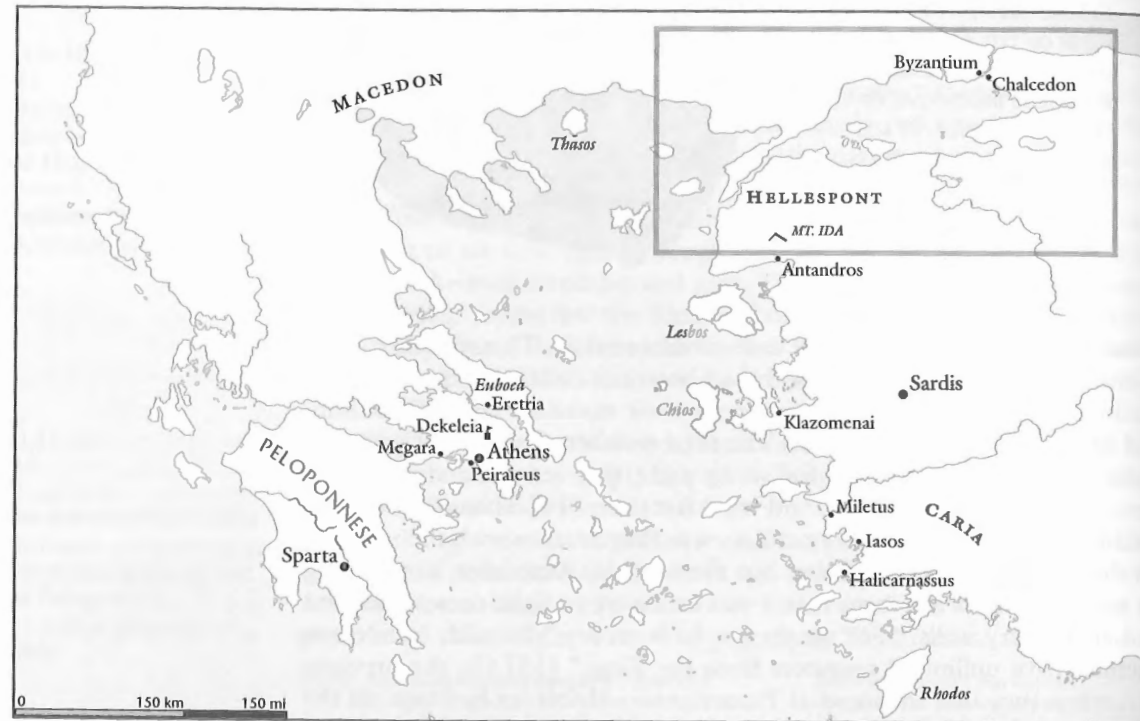 Byzantium
Chalcedon
MACEDON
Thasos
HELLESPONT
MT. IDA
Antandros
Lesbos
Euboea
Eretria
Chios
Sardis
Klazomenai
Dekeleia
Megara
Athens
Peiraieus
PELOPONNESE
Miletus
CARIA
Iasos
Sparta
Halicarnassus
Rhodos
0 150 km 150 mi